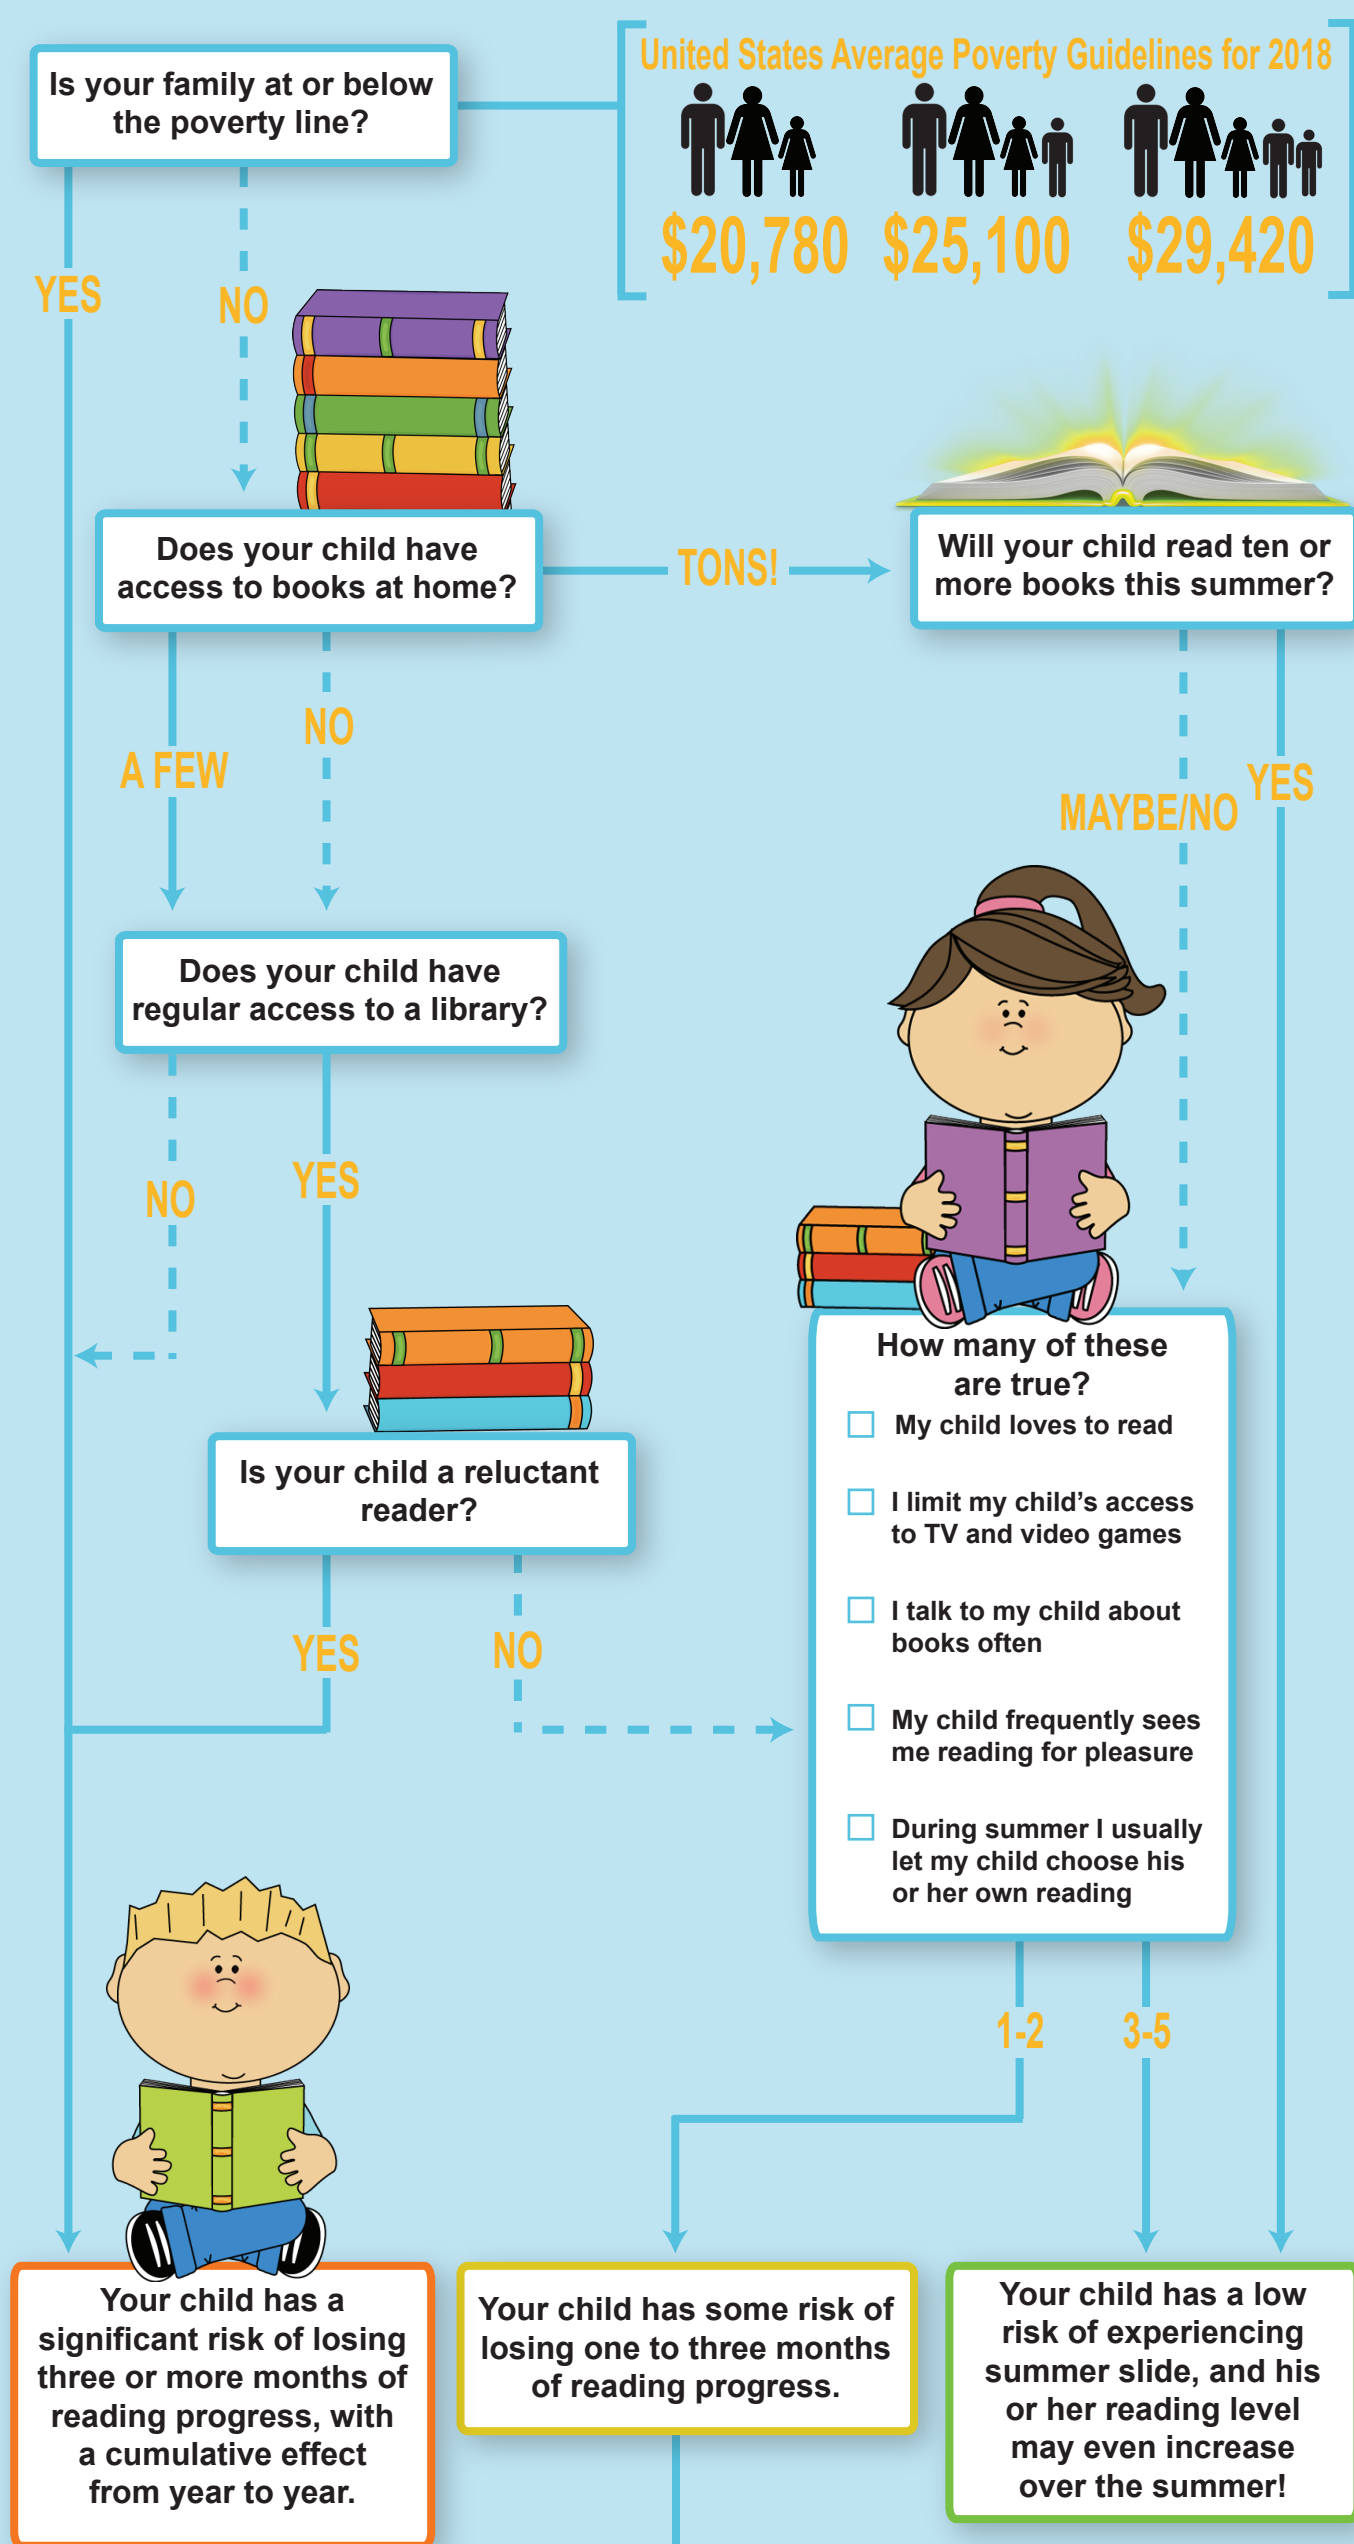 United States Average Poverty Guidelines for 2018
Is your family at or below
the poverty line?
$20,780 $25,100 $29,420
YES
NO
Does your child have
access to books at home?
TONS!
Will your child read ten or
more books this summer?
NO
A FEW
YES
MAYBE/NO
Does your child have
regular access to a library?
NO
YES
How many of these
are true?
My child loves to read
I limit my child’s access
to TV and video games
I talk to my child about
books often
My child frequently sees
me reading for pleasure
During summer I usually
let my child choose his
or her own reading
Is your child a reluctant
reader?
YES
NO
1-2
3-5
Your child has a
significant risk of losing
three or more months of
reading progress, with
a cumulative effect
from year to year.
Your child has some risk of
losing one to three months
of reading progress.
Your child has a low
risk of experiencing
summer slide, and his
or her reading level
may even increase
over the summer!